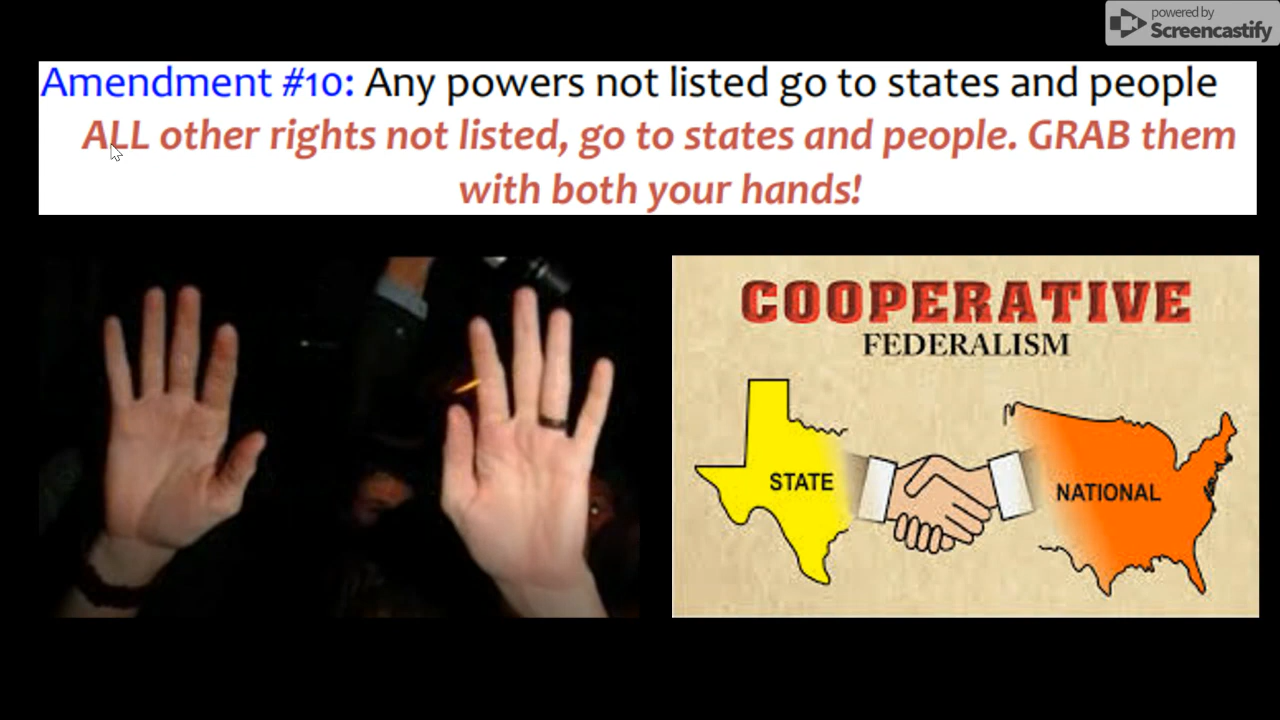 powered by
Screencastify
Amendment #10: Any powers not listed go to states and people
ALL other rights not listed, go to states and people. GRAB them
with both your hands!
COOPERATIVE
FEDERALISM
STATE
NATIONAL